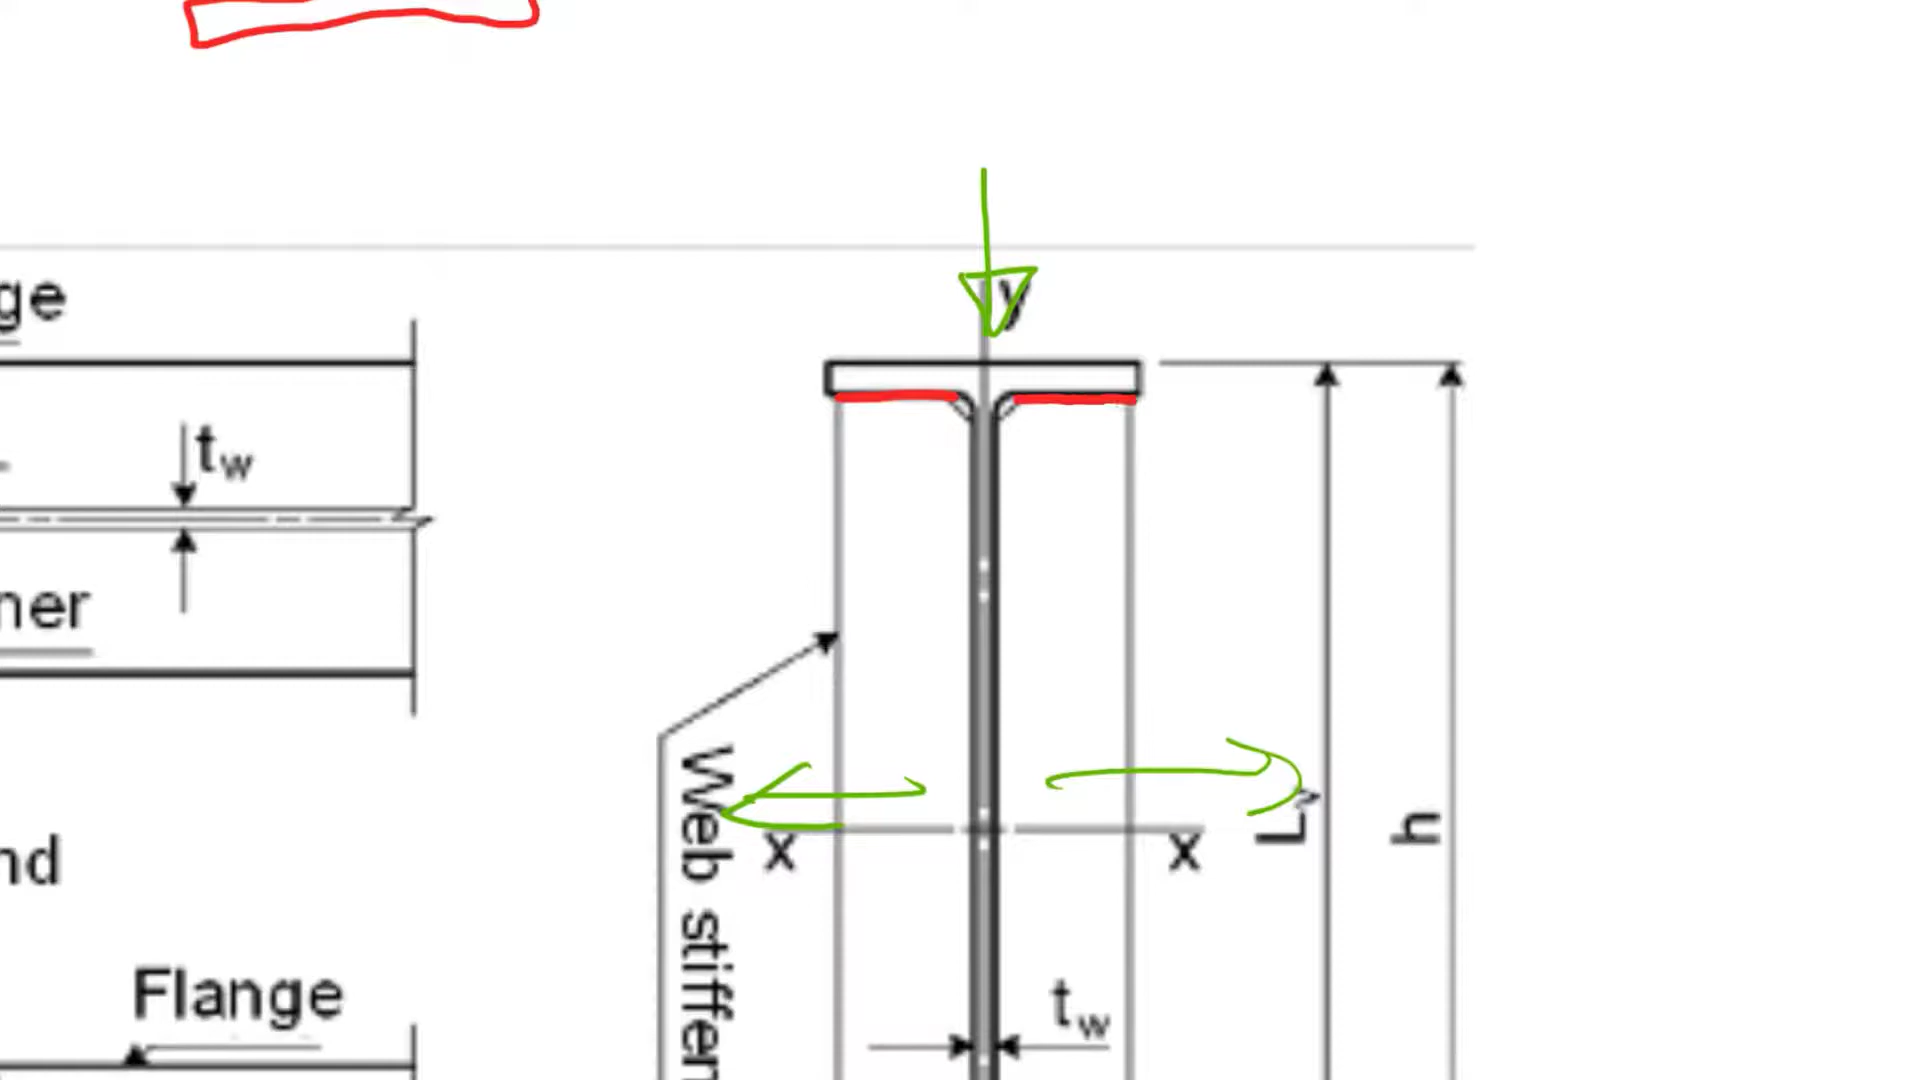 ge
y
tw
ner
x
x
L
h
nd
Web stiffen
Flange
tw